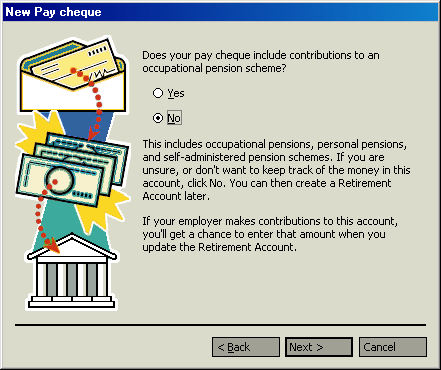 New Pay cheque
Does your pay cheque include contributions to an
occupational pension scheme?
Yes
No
This includes occupational pensions, personal pensions,
and self-administered pension schemes. If you are
unsure, or don't want to keep track of the money in this
account, click No. You can then create a Retirement
Account later.
If your employer makes contributions to this account,
you'll get a chance to enter that amount when you
update the Retirement Account.
< Back
Next >
Cancel